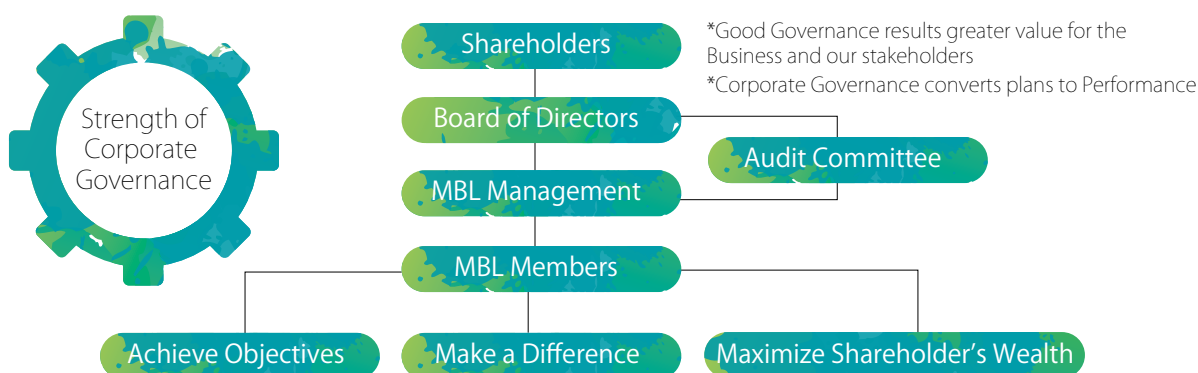 Strength of
Corporate
Governance
Shareholders
*Good Governance results greater value for the
Business and our stakeholders
*Corporate Governance converts plans to Performance
Board of Directors
Audit Committee
MBL Management
MBL Members
Achieve Objectives
Make a Difference
Maximize Shareholder’s Wealth